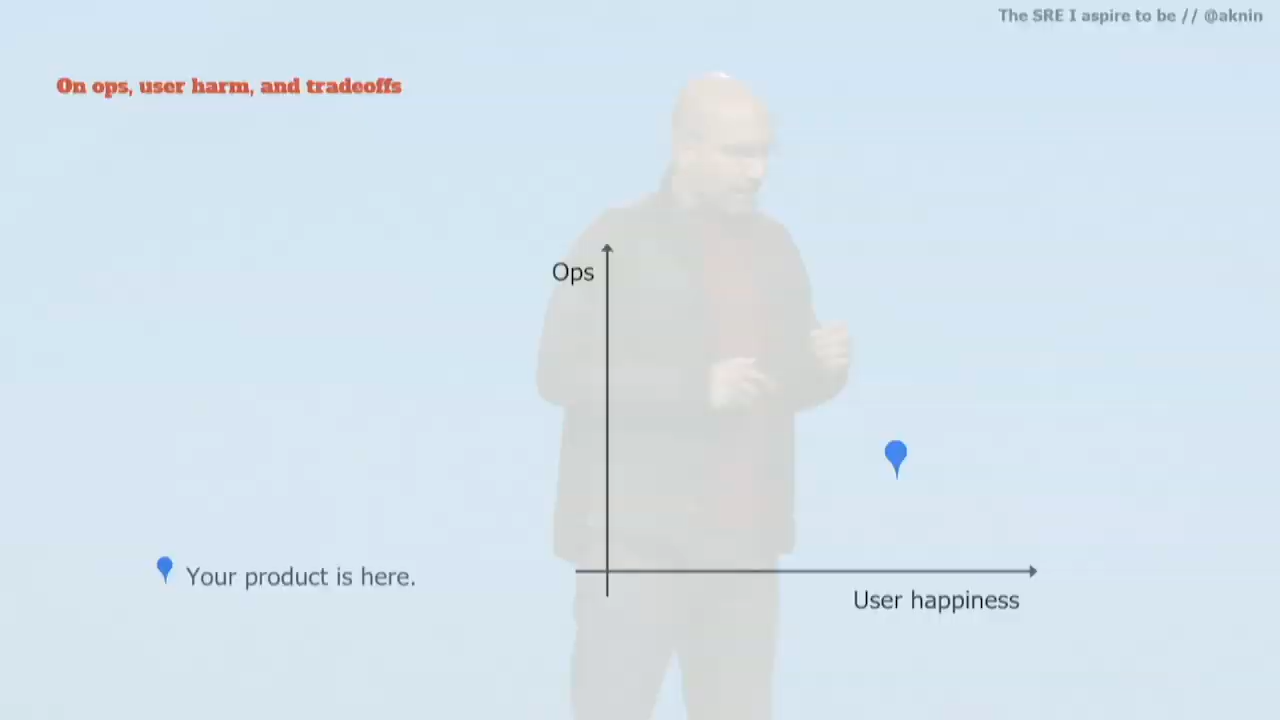 The SRE I aspire to be // @aknin
On ops, user harm, and tradeoffs
Ops
Your product is here.
User happiness